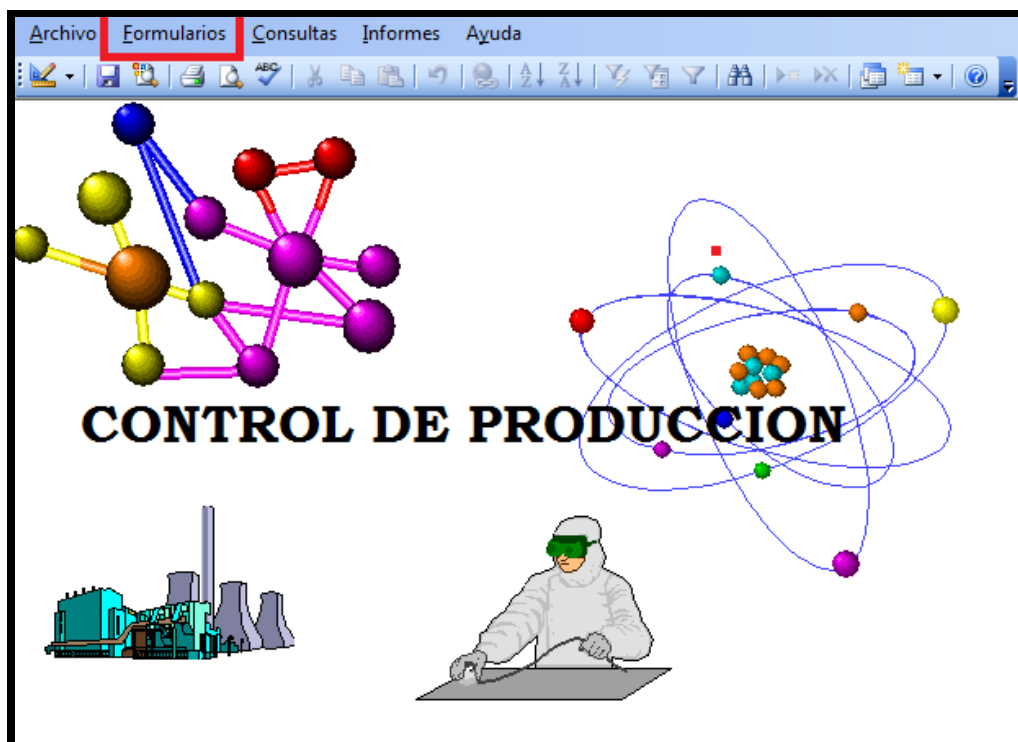 Archivo Formularios Consultas Informes Ayuda
ABC A Z Z A
CONTROL DE PRODUCCION